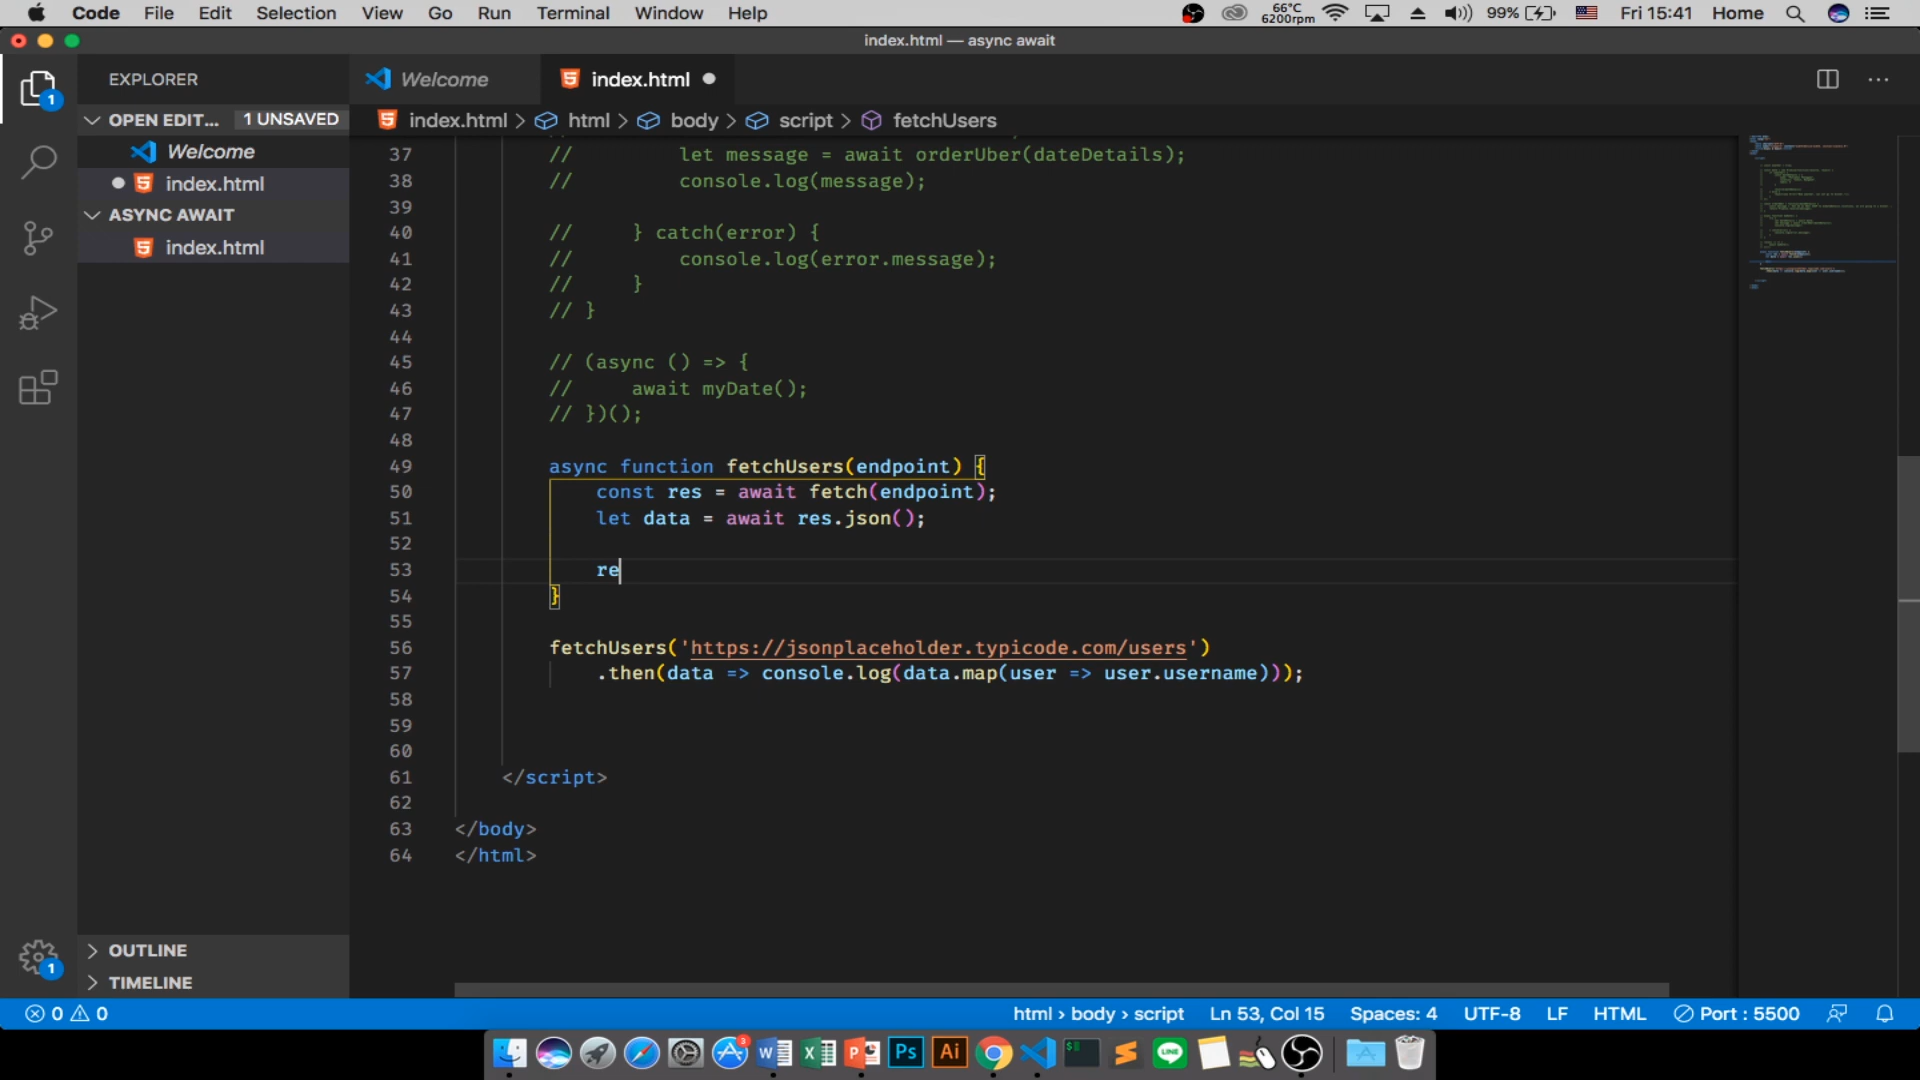 Code File Edit Selection View Go Run Terminal Window Help 66°C 6200rpm 99% Fri 15:41 Home
index.html — async await
EXPLORER
OPEN EDIT... 1 UNSAVED
Welcome
index.html
ASYNC AWAIT
index.html
OUTLINE
TIMELINE
1
1
Welcome index.html
index.html > html > body > script > fetchUsers
37 // let message = await orderUber(dateDetails);
38 // console.log(message);
39
40 // } catch(error) {
41 // console.log(error.message);
42 // }
43 // }
44
45 // (async () => {
46 // await myDate();
47 // })();
48
49 async function fetchUsers(endpoint) {
50 const res = await fetch(endpoint);
51 let data = await res.json();
52
53 re
54 }
55
56 fetchUsers('https://jsonplaceholder.typicode.com/users')
57 .then(data => console.log(data.map(user => user.username)));
58
59
60
61 </script>
62
63 </body>
64 </html>
0 0 html > body > script Ln 53, Col 15 Spaces: 4 UTF-8 LF HTML Port : 5500
3 Ps Ai LINE